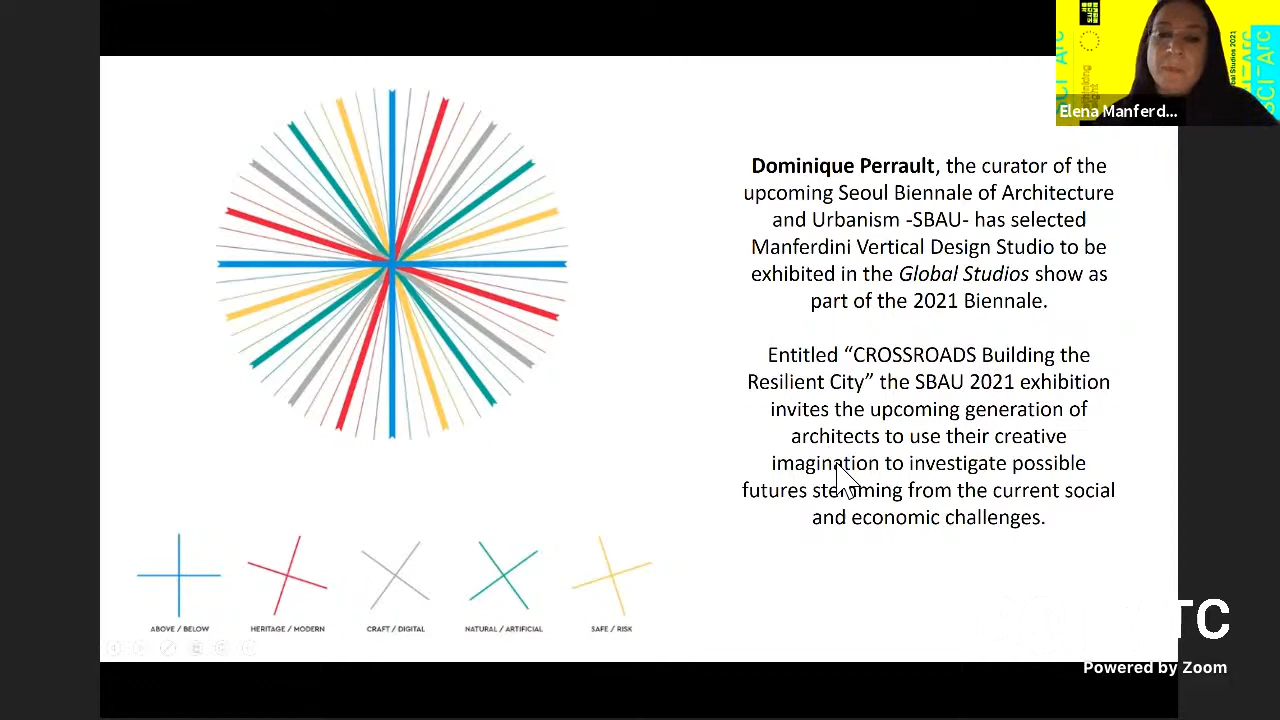 Dominique Perrault, the curator of the
upcoming Seoul Biennale of Architecture
and Urbanism -SBAU- has selected
Manferdini Vertical Design Studio to be
exhibited in the Global Studios show as
part of the 2021 Biennale.
Entitled “CROSSROADS Building the
Resilient City” the SBAU 2021 exhibition
invites the upcoming generation of
architects to use their creative
imagination to investigate possible
futures stemming from the current social
and economic challenges.
ABOVE / BELOW
HERITAGE / MODERN
CRAFT / DIGITAL
NATURAL / ARTIFICIAL
SAFE / RISK
Elena Manferd...
SCI-Arc
TC
Powered by Zoom